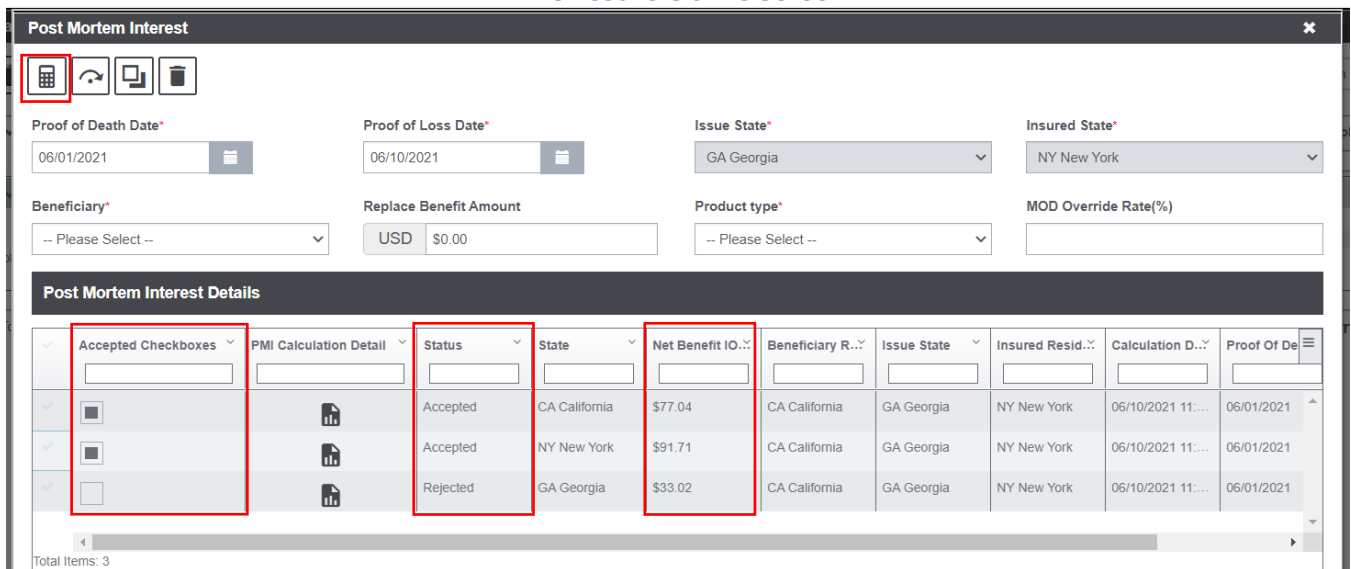 Post Mortem Interest
Proof of Death Date* Proof of Loss Date* Issue State* Insured State*
06/01/2021 06/10/2021 GA Georgia NY New York
Beneficiary* Replace Benefit Amount Product type* MOD Override Rate(%)
-- Please Select -- USD $0.00 -- Please Select --
Post Mortem Interest Details
Accepted Checkboxes PMI Calculation Detail Status State Net Benefit IO... Beneficiary R... Issue State Insured Resid... Calculation D... Proof Of De
Accepted CA California $77.04 CA California GA Georgia NY New York 06/10/2021 11:... 06/01/2021
Accepted NY New York $91.71 CA California GA Georgia NY New York 06/10/2021 11:... 06/01/2021
Rejected GA Georgia $33.02 CA California GA Georgia NY New York 06/10/2021 11:... 06/01/2021
Total Items: 3